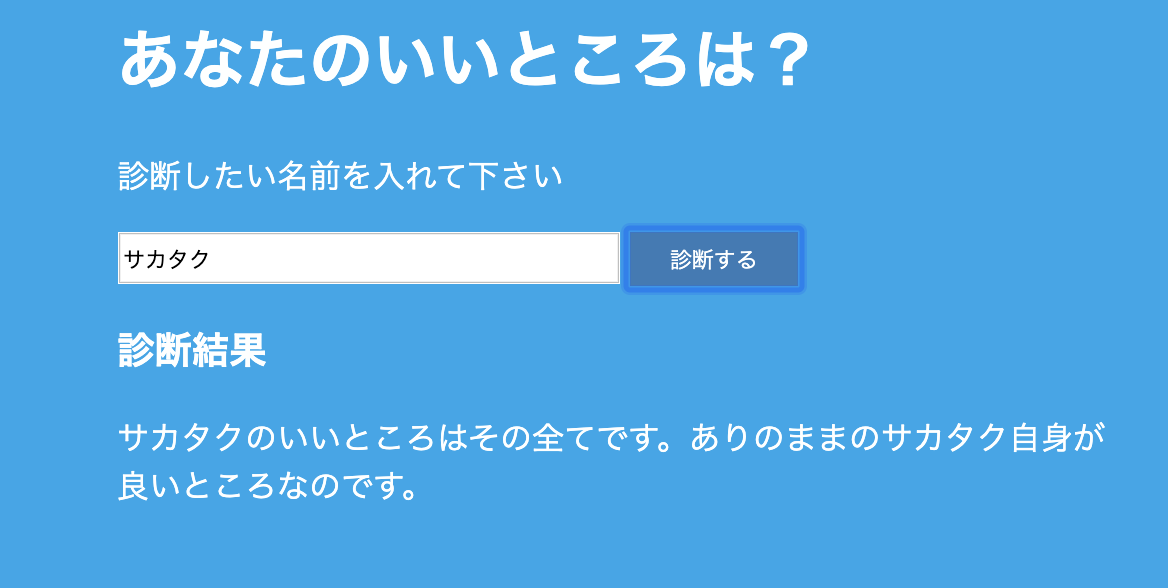 あなたのいいところは？
診断したい名前を入れて下さい
サカタク
診断する
診断結果
サカタクのいいところはその全てです。ありのままのサカタク自身が
良いところなのです。